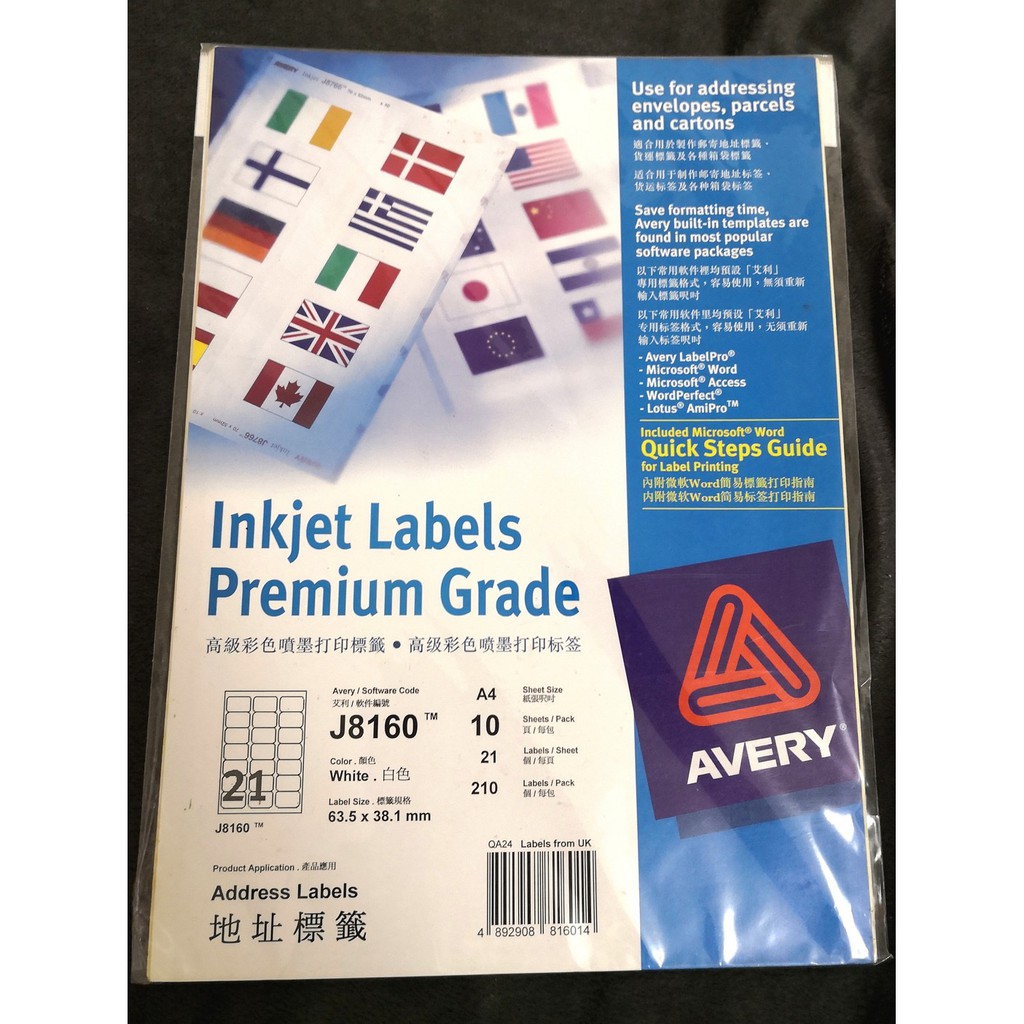 AVERY Inkjet J8766™
Use for addressing
envelopes, parcels
and cartons
適合用於製作郵寄地址標籤、
貨運標籤及各種箱袋標籤
适合用于制作邮寄地址标签、
货运标签及各种箱袋标签
Save formatting time,
Avery built-in templates are
found in most popular
software packages
以下常用軟件裡均預設「艾利」
專用標籤格式，容易使用，無須重新
輸入標籤呎吋
以下常用软件里均预设「艾利」
专用标签格式，容易使用，无须重新
输入标签呎吋
- Avery LabelPro®
- Microsoft® Word
- Microsoft® Access
- WordPerfect®
- Lotus® AmiPro™
Included Microsoft® Word
Quick Steps Guide
for Label Printing
內附微軟Word簡易標籤打印指南
内附微软Word简易标签打印指南
Inkjet J8766™
Inkjet Labels
Premium Grade
高級彩色噴墨打印標籤 • 高级彩色喷墨打印标签
AVERY®
21
J8160™
Avery / Software Code
艾利 / 軟件編號
J8160™
Color . 顏色
White . 白色
Label Size . 標籤規格
63.5 x 38.1 mm
A4 Sheet Size
紙張呎吋
10 Sheets / Pack
頁 / 每包
21 Labels / Sheet
個 / 每頁
210 Labels / Pack
個 / 每包
Product Application . 產品應用
Address Labels
地址標籤
QA24 Labels from UK
4 892908 816014